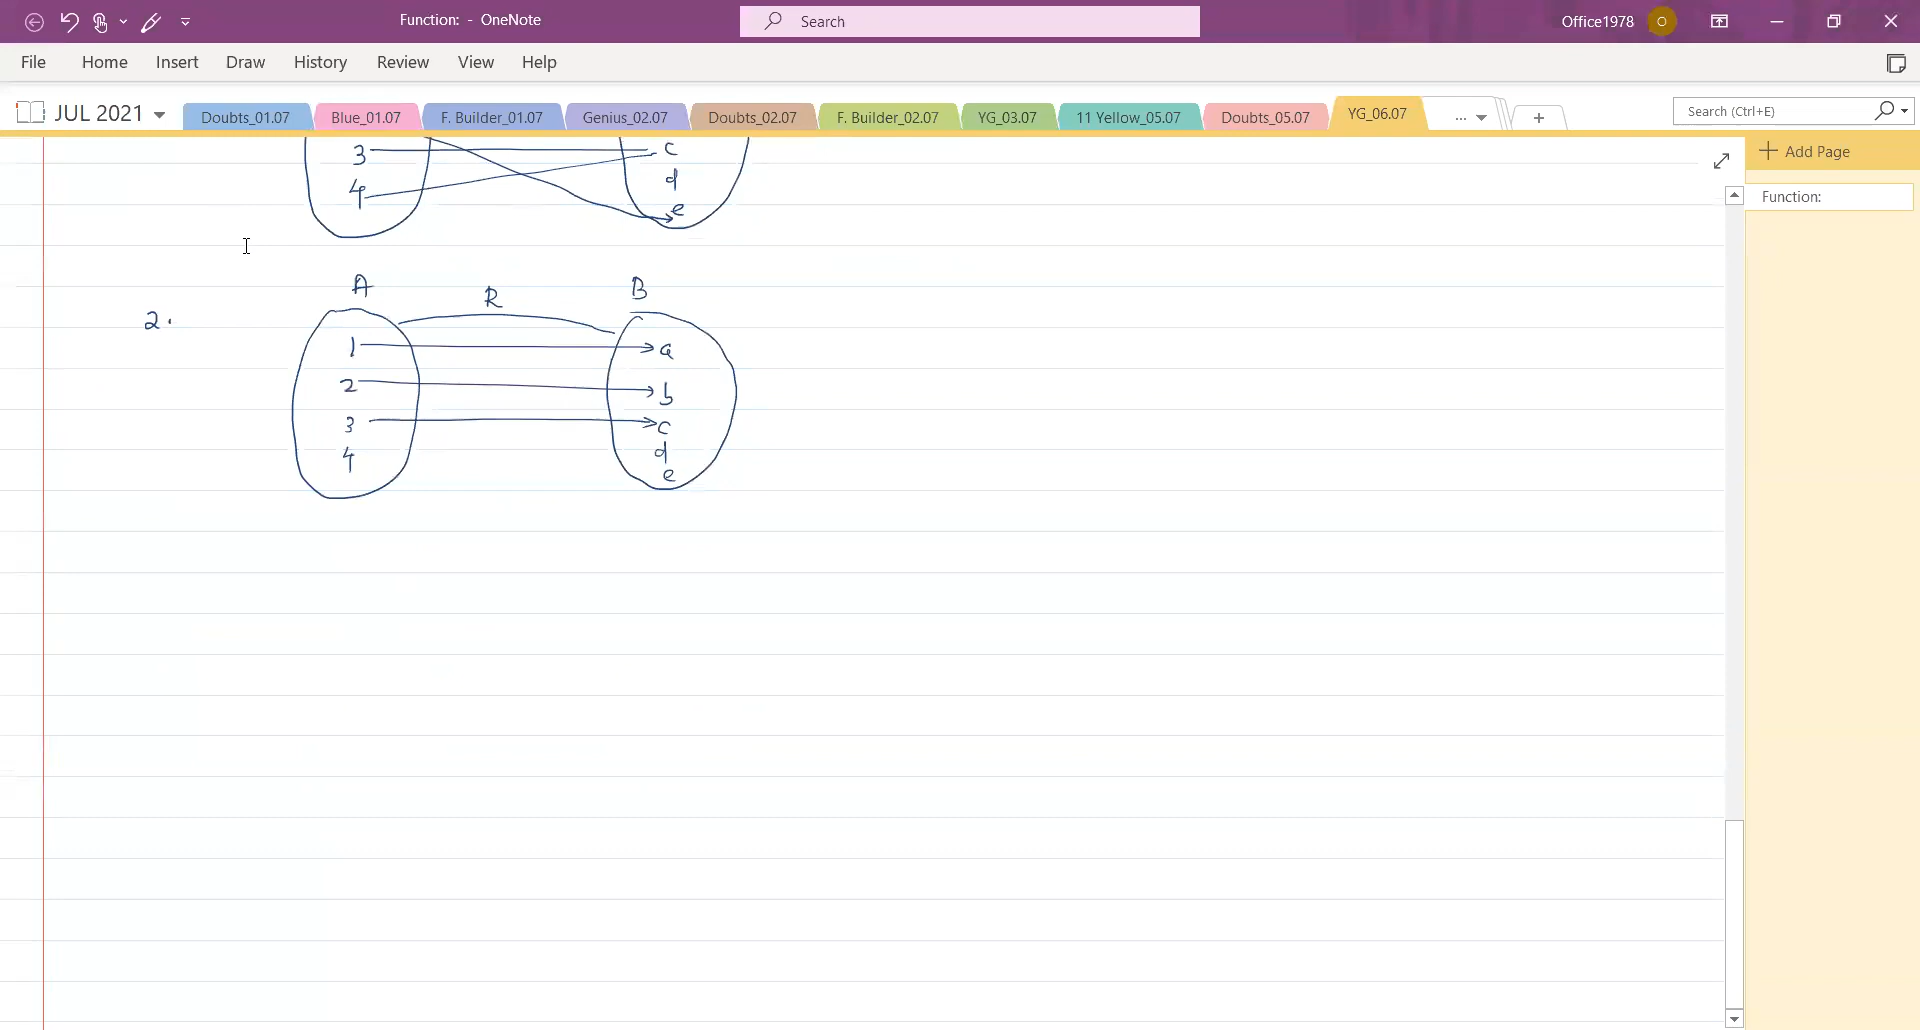 Function: - OneNote
Search
Office1978
O
File Home Insert Draw History Review View Help
JUL 2021
Doubts_01.07 Blue_01.07 F. Builder_01.07 Genius_02.07 Doubts_02.07 F. Builder_02.07 YG_03.07 11 Yellow_05.07 Doubts_05.07 YG_06.07 ... +
Search (Ctrl+E)
Add Page
Function:
3 c
4 d
e
A R B
2.
1 a
2 b
3 c
4 d
e